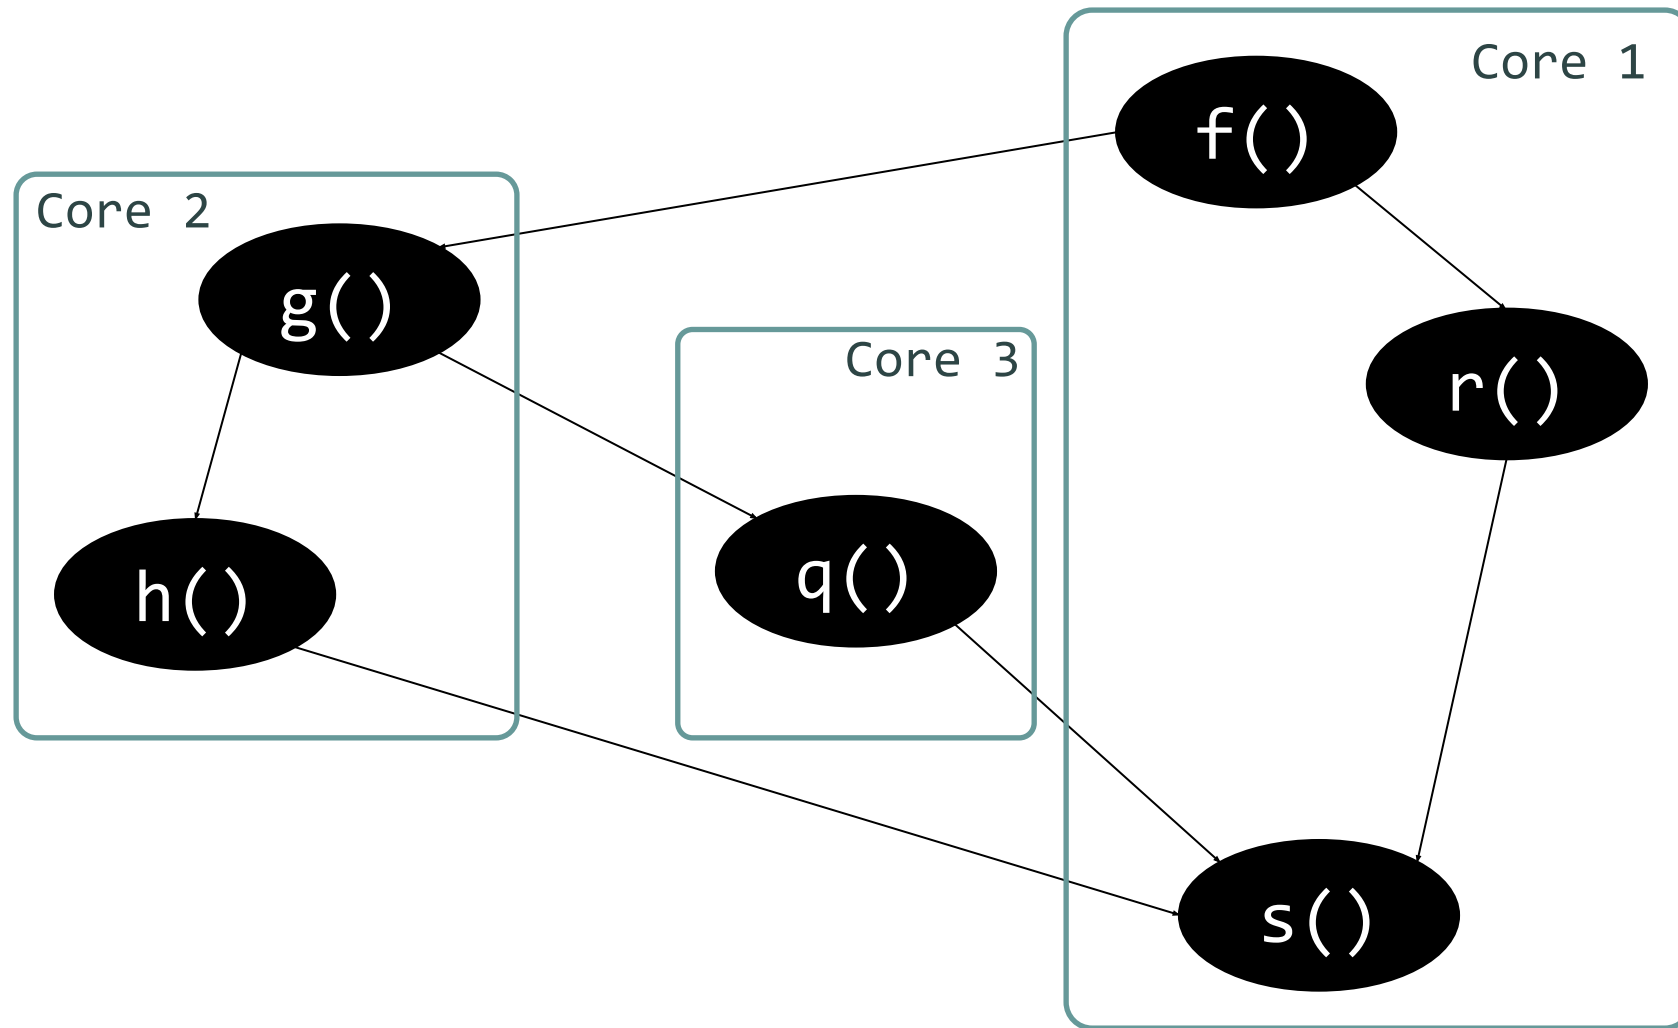 Core 1
f()
Core 2
g()
Core 3
r()
h()
q()
s()